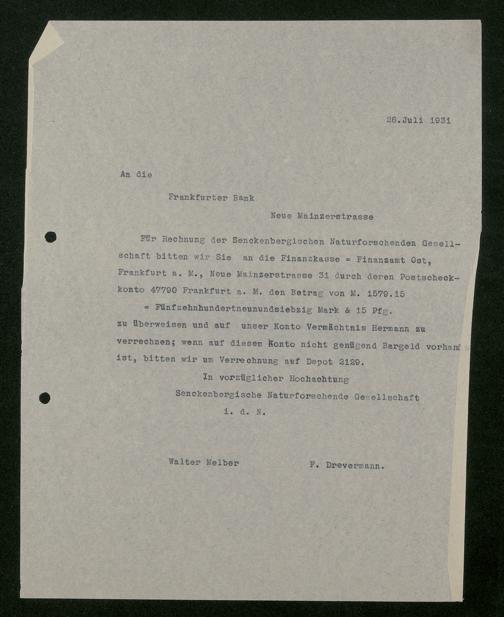 28.Juli 1931
An die
Frankfurter Bank
Neue Mainzerstrasse
Für Rechnung der Senckenbergischen Naturforschenden Gesell-
schaft bitten wir Sie an die Finanzkasse = Finanzamt Ost,
Frankfurt a. M., Neue Mainzerstrasse 31 durch deren Postscheck-
konto 47790 Frankfurt a. M. den Betrag von M. 1579.15
= Fünfzehnhundertneunundsiebzig Mark & 15 Pfg.
zu überweisen und auf unser Konto Vermächtnis Hermann zu
verrechnen; wenn auf diesem Konto nicht genügend Bargeld vorhan
ist, bitten wir um Verrechnung auf Depot 2129.
In vorzüglicher Hochachtung
Senckenbergische Naturforschende Gesellschaft
i. d. N.
Walter Melber F. Drevermann.